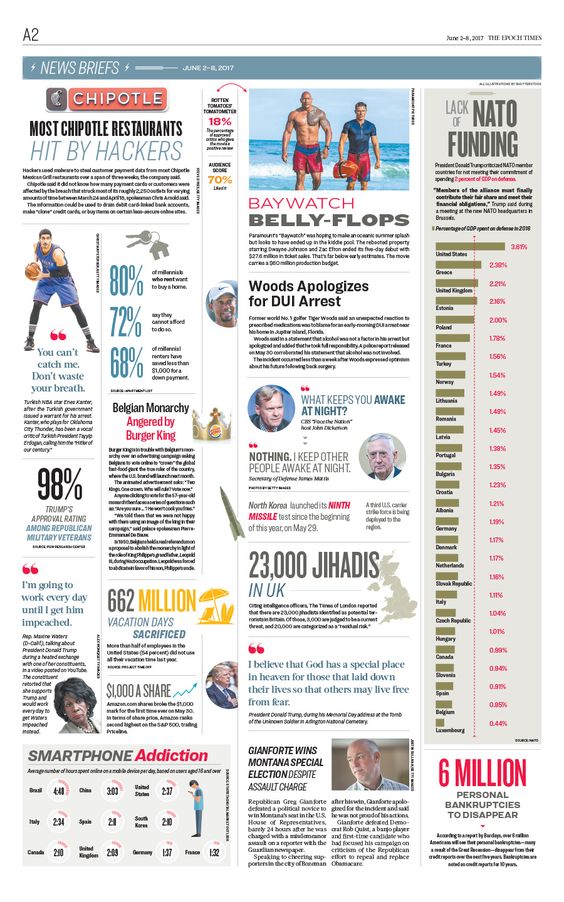 A2
June 2–8, 2017 THE EPOCH TIMES
NEWS BRIEFS
JUNE 2–8, 2017
ALL ILLUSTRATIONS BY SHUTTERSTOCK
CHIPOTLE
MOST CHIPOTLE RESTAURANTS
HIT BY HACKERS
Hackers used malware to steal customer payment data from most Chipotle
Mexican Grill restaurants over a span of three weeks, the company said.
Chipotle said it did not know how many payment cards or customers were
affected by the breach that struck most of its roughly 2,250 outlets for varying
amount of time between March 24 and April 18, spokesman Chris Arnold said.
The information could be used to drain debit card-linked bank accounts,
make "clone" credit cards, or buy items on certain less-secure online sites.
ROTTEN
TOMATOES'
TOMATOMETER
18%
The percentage
of approved
critics who gave
the movie a
positive review
AUDIENCE
SCORE
70%
Liked it
BAYWATCH
BELLY-FLOPS
Paramount's "Baywatch" was hoping to make an oceanic summer splash
but looks to have ended up in the kiddie pool. The rebooted property
starring Dwayne Johnson and Zac Efron ended its five-day debut with
$27.6 million in ticket sales. That's far below early estimates. The movie
carries a $60 million production budget.
Woods Apologizes
for DUI Arrest
Former world No. 1 golfer Tiger Woods said an unexpected reaction to
prescribed medications was to blame for an early-morning DUI arrest near
his home in Jupiter Island, Florida.
Woods said in a statement that alcohol was not a factor in his arrest but
apologized and added that he took full responsibility. A police report released
on May 30 corroborated his statement that alcohol was not involved.
The incident occurred less than a week after Woods expressed optimism
about his future following back surgery.
WHAT KEEPS YOU AWAKE
AT NIGHT?
CBS "Face the Nation"
host John Dickerson
NOTHING. I KEEP OTHER
PEOPLE AWAKE AT NIGHT.
Secretary of Defense James Mattis
PHOTOS BY GETTY IMAGES
North Korea launched its NINTH
MISSILE test since the beginning
of this year, on May 29.
A third U.S. carrier
strike force is being
deployed to the
region.
23,000 JIHADIS
IN UK
Citing intelligence officers, The Times of London reported
that there are 23,000 jihadists identified as potential ter-
rorists in Britain. Of those, 3,000 are judged to be a current
threat, and 20,000 are categorized as a "residual risk."
I believe that God has a special place
in heaven for those that laid down
their lives so that others may live free
from fear.
President Donald Trump, during his Memorial Day address at the Tomb
of the Unknown Soldier in Arlington National Cemetery.
GIANFORTE WINS
MONTANA SPECIAL
ELECTION DESPITE
ASSAULT CHARGE
Republican Greg Gianforte
defeated a political novice to
win Montana's seat in the U.S.
House of Representatives,
barely 24 hours after he was
charged with a misdemeanor
assault on a reporter with the
Guardian newspaper.
Speaking to cheering sup-
porters in the city of Bozeman
after his win, Gianforte apolo-
gized for the incident and said
he was not proud of his actions.
Gianforte defeated Demo-
crat Rob Quist, a banjo player
and first-time candidate who
had focused his campaign on
criticism of the Republican
effort to repeal and replace
Obamacare.
You can't
catch me.
Don't waste
your breath.
Turkish NBA star Enes Kanter,
after the Turkish government
issued a warrant for his arrest.
Kanter, who plays for Oklahoma
City Thunder, has been a vocal
critic of Turkish President Tayyip
Erdogan, calling him the "Hitler of
our century."
98%
TRUMP'S
APPROVAL RATING
AMONG REPUBLICAN
MILITARY VETERANS
SOURCE: PEW RESEARCH CENTER
I'm going to
work every day
until I get him
impeached.
Rep. Maxine Waters
(D-Calif.), talking about
President Donald Trump
during a heated exchange
with one of her constituents,
in a video posted to YouTube.
The constituent
retorted that
she supports
Trump and
would work
every day to
get Waters
impeached
instead.
80%
of millennials
who rent want
to buy a home.
72%
say they
cannot afford
to do so.
68%
of millennial
renters have
saved less than
$1,000 for a
down payment.
SOURCE: APARTMENT LIST
Belgian Monarchy
Angered by
Burger King
Burger King is in trouble with Belgium's mon-
archy over an advertising campaign asking
Belgians to vote online to "crown" the global
fast-food giant the true ruler of the country,
where the U.S. brand will launch next month.
The animated advertisement asks: "Two
Kings. One crown. Who will rule? Vote now."
Anyone clicking to vote for the 57-year-old
monarch then faces a series of questions such
as: "Are you sure ... ? He won't cook you fries."
"We told them that we were not happy
with them using an image of the king in their
campaign," said palace spokesman Pierre-
Emmanuel De Bauw.
662 MILLION
VACATION DAYS
SACRIFICED
More than half of employees in the
United States (54 percent) did not use
all their vacation time last year.
SOURCE: PROJECT TIME OFF
$1,000 A SHARE
Amazon.com shares broke the $1,000
mark for the first time ever on May 30.
In terms of share price, Amazon ranks
second highest on the S&P 500, trailing
Priceline.
SMARTPHONE Addiction
Average number of hours spent online on a mobile device per day, based on users aged 16 and over
Brazil 4:48 China 3:03 United States 2:37
Italy 2:34 Spain 2:11 South Korea 2:10
Canada 2:10 United Kingdom 2:09 Germany 1:37 France 1:32
LACK OF NATO
FUNDING
President Donald Trump criticized NATO member
countries for not meeting their commitment of
spending 2 percent of GDP on defense.
"Members of the alliance must finally
contribute their fair share and meet their
financial obligations," Trump said during
a meeting at the new NATO headquarters in
Brussels.
Percentage of GDP spent on defense in 2016
3.61%
United States
2.38%
Greece
2.21%
United Kingdom
2.16%
Estonia
2.00%
Poland
1.78%
France
1.56%
Turkey
1.54%
Norway
1.49%
Lithuania
1.48%
Romania
1.45%
Latvia
1.38%
Portugal
1.35%
Bulgaria
1.23%
Croatia
1.21%
Albania
1.19%
Germany
1.17%
Denmark
1.17%
Netherlands
1.16%
Slovak Republic
1.11%
Italy
1.04%
Czech Republic
1.01%
Hungary
0.99%
Canada
0.94%
Slovenia
0.91%
Spain
0.85%
Belgium
0.44%
Luxembourg
SOURCE: NATO
6 MILLION
PERSONAL
BANKRUPTCIES
TO DISAPPEAR
According to a report by Barclays, over 6 million
Americans will see their personal bankruptcies—many
a result of the Great Recession—disappear from their
credit reports over the next five years. Bankruptcies are
noted on credit reports for 10 years.